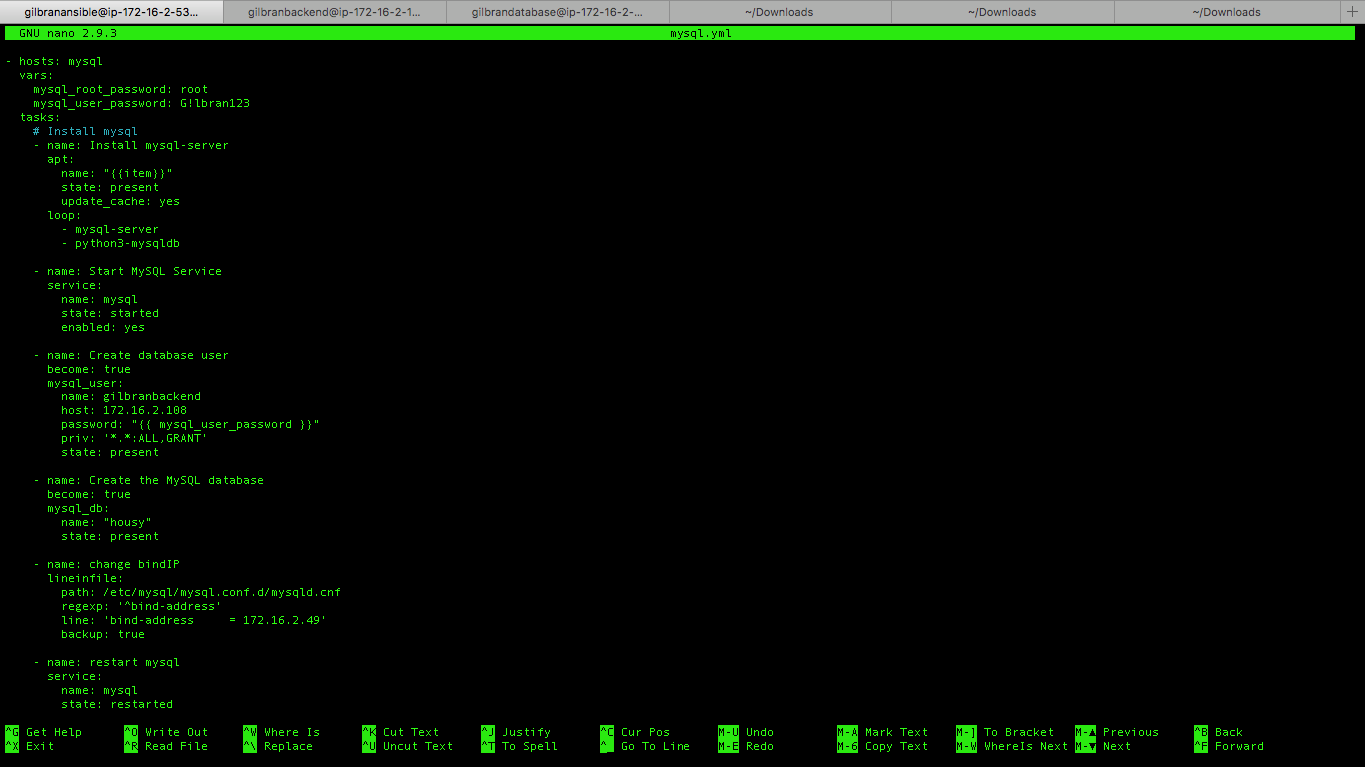 gilbranansible@ip-172-16-2-53... gilbranbackend@ip-172-16-2-1... gilbrandatabase@ip-172-16-2-... ~/Downloads ~/Downloads ~/Downloads +
GNU nano 2.9.3 mysql.yml
- hosts: mysql
  vars:
    mysql_root_password: root
    mysql_user_password: G!lbran123
  tasks:
    # Install mysql
    - name: Install mysql-server
      apt:
        name: "{{item}}"
        state: present
        update_cache: yes
      loop:
        - mysql-server
        - python3-mysqldb
    - name: Start MySQL Service
      service:
        name: mysql
        state: started
        enabled: yes
    - name: Create database user
      become: true
      mysql_user:
        name: gilbranbackend
        host: 172.16.2.108
        password: "{{ mysql_user_password }}"
        priv: '*.*:ALL,GRANT'
        state: present
    - name: Create the MySQL database
      become: true
      mysql_db:
        name: "housy"
        state: present
    - name: change bindIP
      lineinfile:
        path: /etc/mysql/mysql.conf.d/mysqld.cnf
        regexp: '^bind-address'
        line: 'bind-address     = 172.16.2.49'
        backup: true
    - name: restart mysql
      service:
        name: mysql
        state: restarted
^G Get Help ^O Write Out ^W Where Is ^K Cut Text ^J Justify ^C Cur Pos M-U Undo M-A Mark Text M-] To Bracket M-▲ Previous ^B Back
^X Exit ^R Read File ^\ Replace ^U Uncut Text ^T To Spell ^_ Go To Line M-E Redo M-6 Copy Text M-W WhereIs Next M-▼ Next ^F Forward